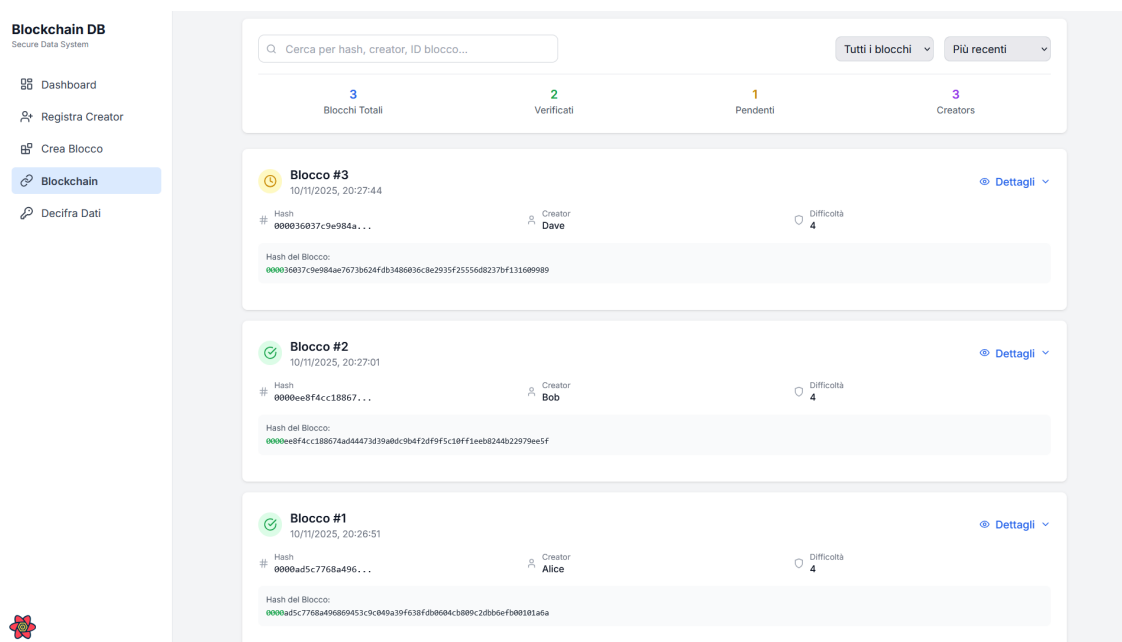 Blockchain DB
Secure Data System
Dashboard
Registra Creator
Crea Blocco
Blockchain
Decifra Dati
Cerca per hash, creator, ID blocco...
Tutti i blocchi
Più recenti
3
Blocchi Totali
2
Verificati
1
Pendenti
3
Creators
Blocco #3
10/11/2025, 20:27:44
Dettagli
Hash
000036037c9e984a...
Creator
Dave
Difficoltà
4
Hash del Blocco:
000036037c9e984ae7673b624fdb3486036c8e2935f25556d8237bf131609989
Blocco #2
10/11/2025, 20:27:01
Dettagli
Hash
0000ee8f4cc18867...
Creator
Bob
Difficoltà
4
Hash del Blocco:
0000ee8f4cc188674ad44473d39a0dc9b4f2df9f5c10ff1eeb8244b22979ee5f
Blocco #1
10/11/2025, 20:26:51
Dettagli
Hash
0000ad5c7768a496...
Creator
Alice
Difficoltà
4
Hash del Blocco:
0000ad5c7768a496869453c9c049a39f638fdb0604cb809c2dbb6efb00101a6a